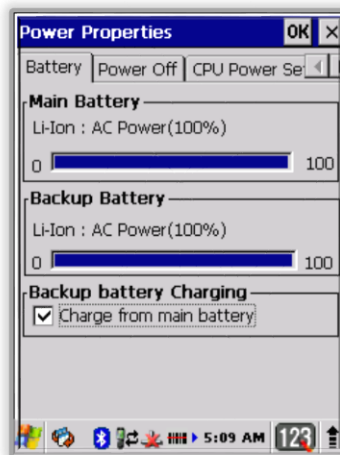 Power Properties OK ×
Battery Power Off CPU Power Se
Main Battery
Li-Ion : AC Power(100%)
0 100
Backup Battery
Li-Ion : AC Power(100%)
0 100
Backup battery Charging
Charge from main battery
5:09 AM 123